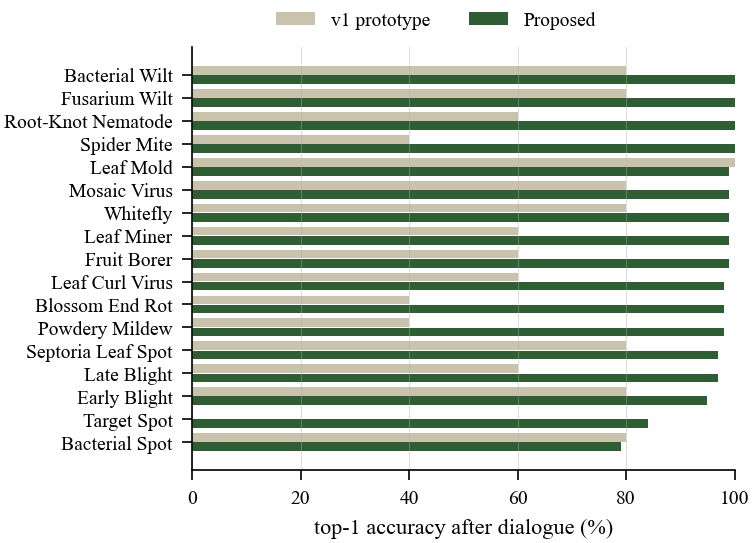 v1 prototype Proposed
Bacterial Wilt
Fusarium Wilt
Root-Knot Nematode
Spider Mite
Leaf Mold
Mosaic Virus
Whitefly
Leaf Miner
Fruit Borer
Leaf Curl Virus
Blossom End Rot
Powdery Mildew
Septoria Leaf Spot
Late Blight
Early Blight
Target Spot
Bacterial Spot
0 20 40 60 80 100
top-1 accuracy after dialogue (%)